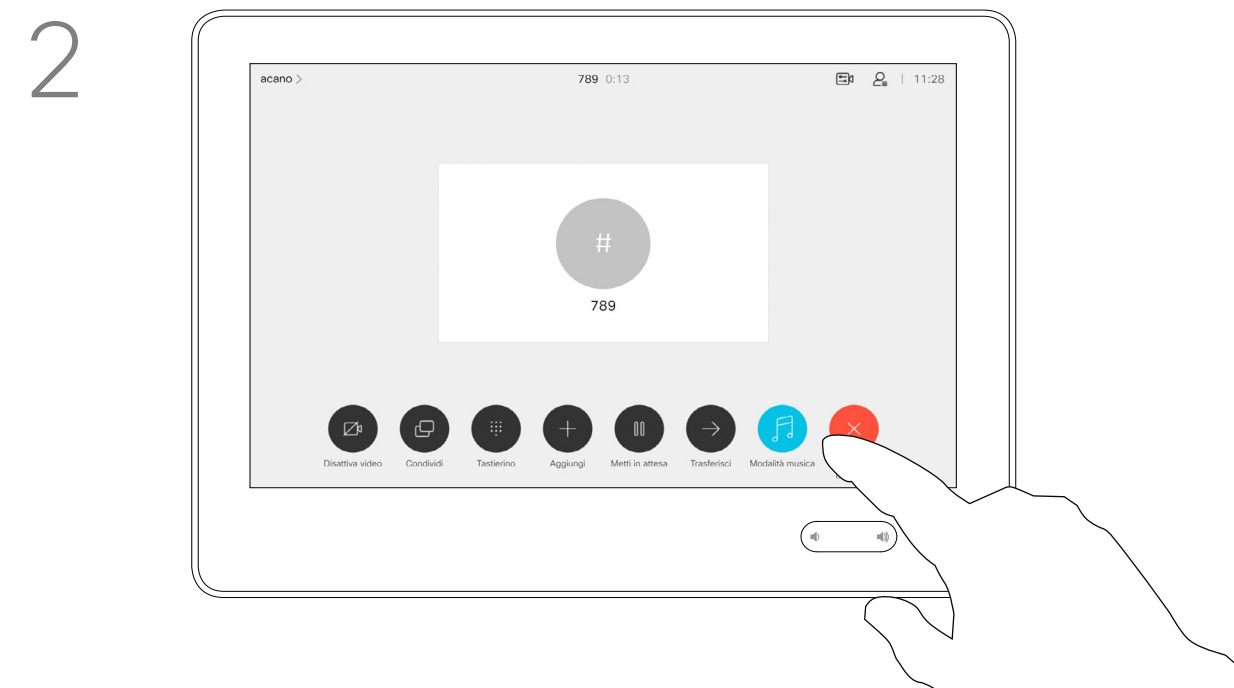 2
acano > 789 0:13 | 11:28
#
789
Disattiva video Condividi Tastierino Aggiungi Metti in attesa Trasferisci Modalità musica